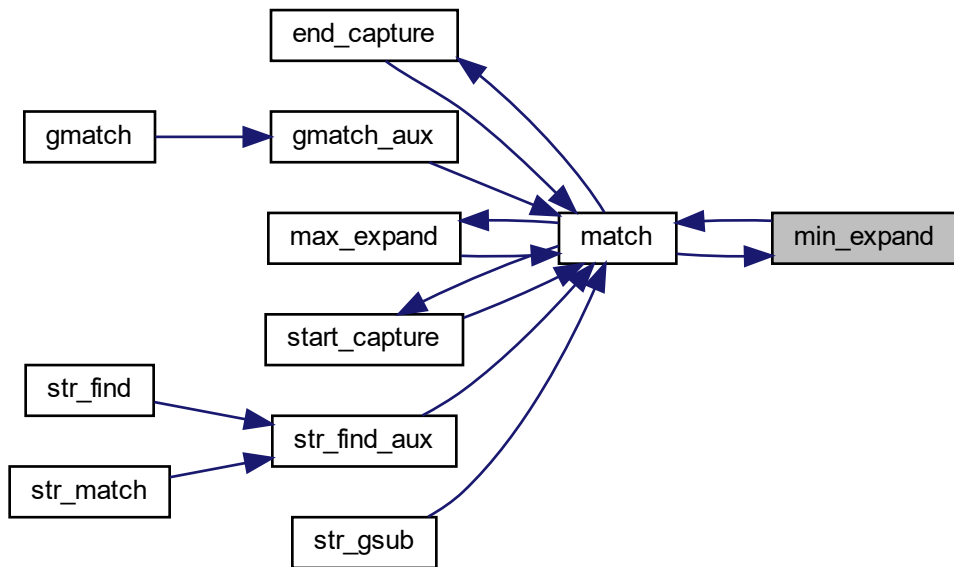 end_capture
gmatch
gmatch_aux
max_expand
match
min_expand
start_capture
str_find
str_find_aux
str_match
str_gsub